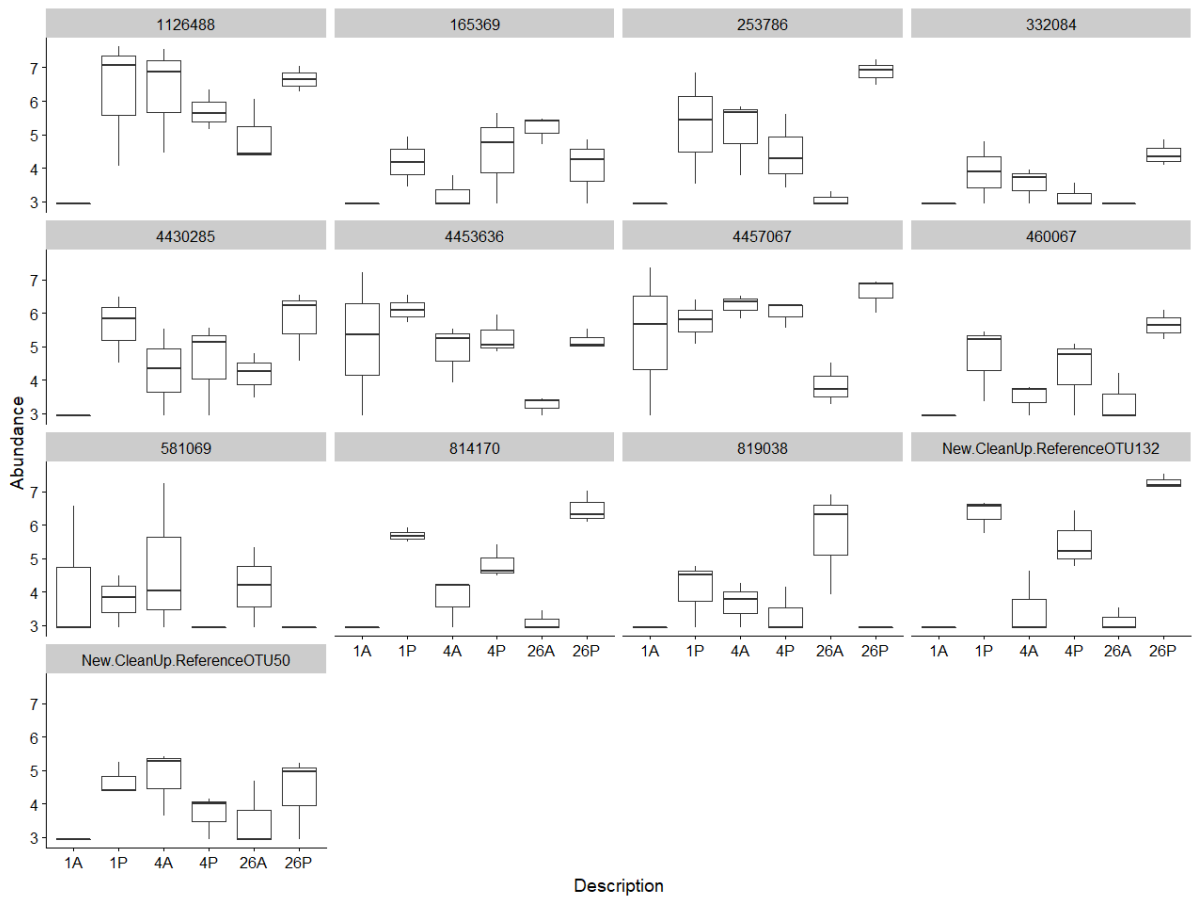 1126488 165369 253786 332084
7
6
5
4
3
4430285 4453636 4457067 460067
7
6
5
4
3
581069 814170 819038 New.CleanUp.ReferenceOTU132
7
6
5
4
3
1A 1P 4A 4P 26A 26P 1A 1P 4A 4P 26A 26P 1A 1P 4A 4P 26A 26P
New.CleanUp.ReferenceOTU50
7
6
5
4
3
1A 1P 4A 4P 26A 26P
Abundance
Description